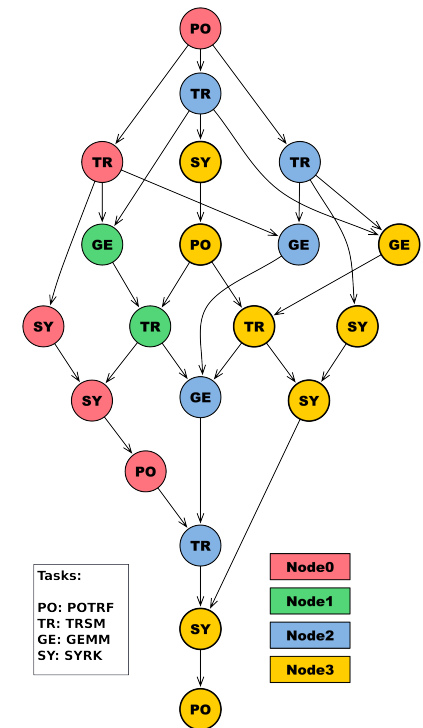 PO
TR
TR
SY
TR
GE
PO
GE
GE
SY
TR
TR
SY
SY
GE
SY
PO
TR
SY
PO
Tasks:
PO: POTRF
TR: TRSM
GE: GEMM
SY: SYRK
Node0
Node1
Node2
Node3